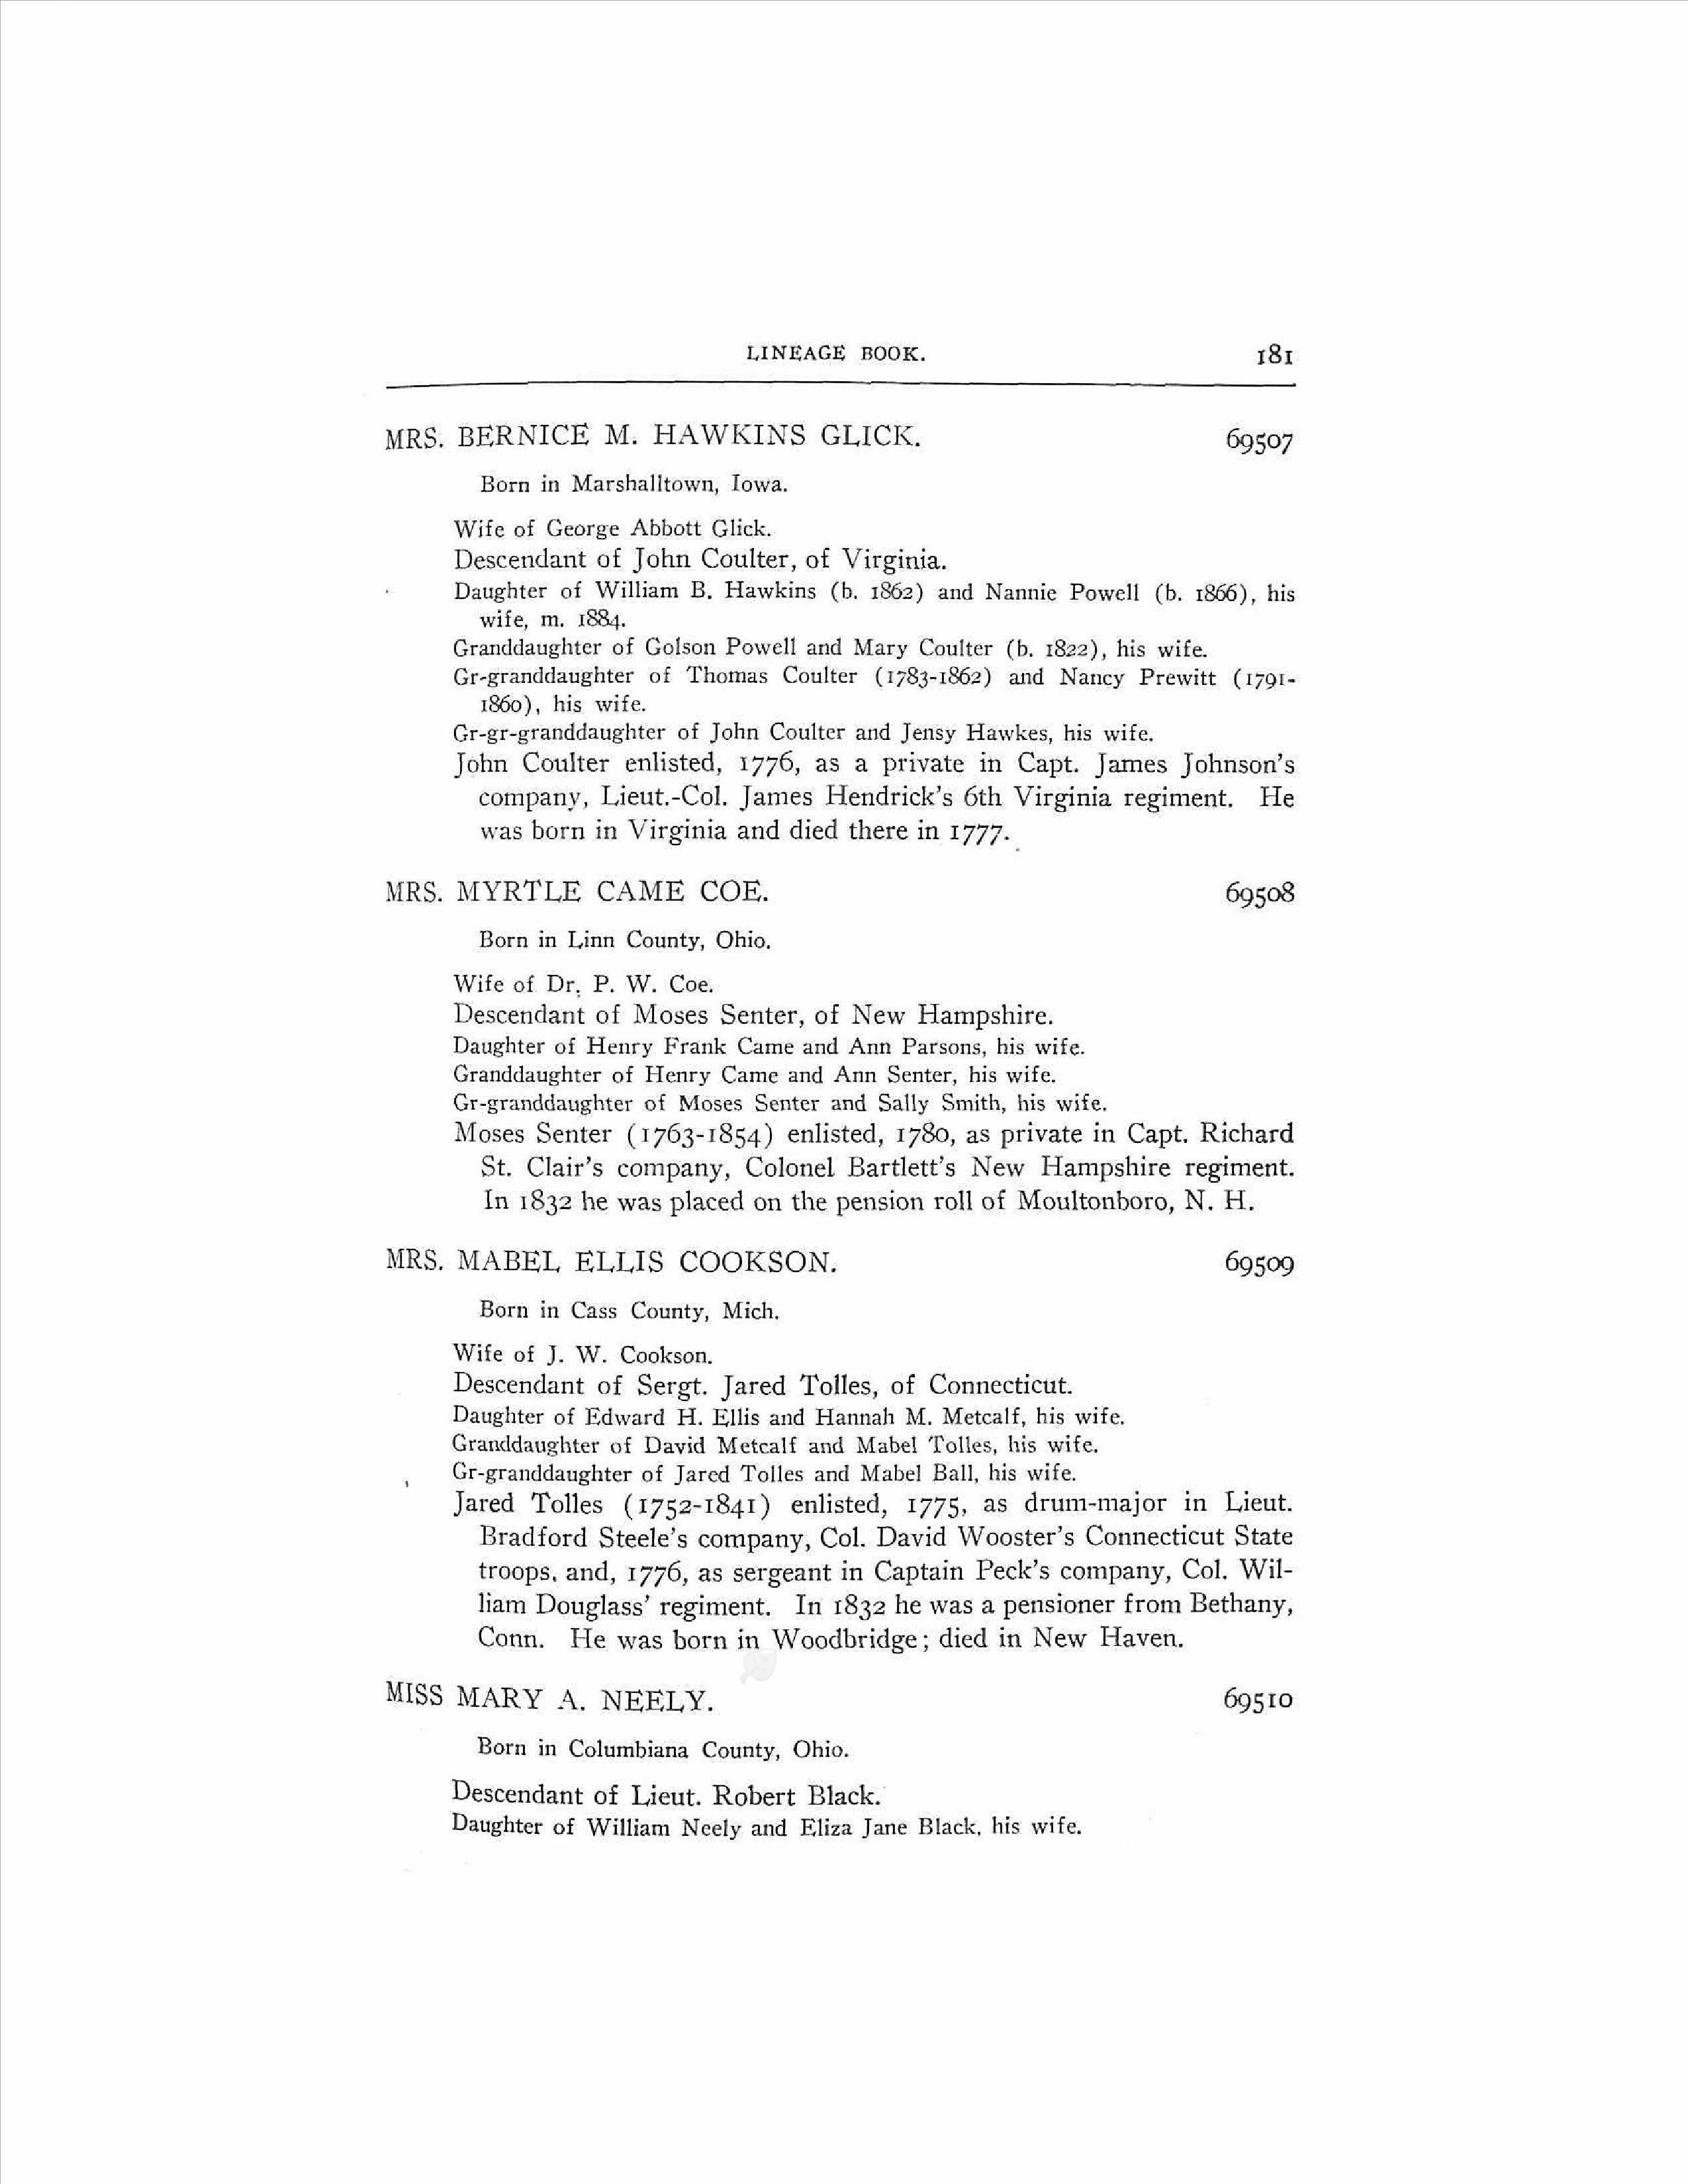 LINEAGE BOOK. 181
MRS. BERNICE M. HAWKINS GLICK. 69507
Born in Marshalltown, Iowa.
Wife of George Abbott Glick.
Descendant of John Coulter, of Virginia.
Daughter of William B. Hawkins (b. 1862) and Nannie Powell (b. 1866), his
wife, m. 1884.
Granddaughter of Golson Powell and Mary Coulter (b. 1822), his wife.
Gr-granddaughter of Thomas Coulter (1783-1862) and Nancy Prewitt (1791-
1860), his wife.
Gr-gr-granddaughter of John Coulter and Jensy Hawkes, his wife.
John Coulter enlisted, 1776, as a private in Capt. James Johnson's
company, Lieut.-Col. James Hendrick's 6th Virginia regiment. He
was born in Virginia and died there in 1777.
MRS. MYRTLE CAME COE. 69508
Born in Linn County, Ohio.
Wife of Dr. P. W. Coe.
Descendant of Moses Senter, of New Hampshire.
Daughter of Henry Frank Came and Ann Parsons, his wife.
Granddaughter of Henry Came and Ann Senter, his wife.
Gr-granddaughter of Moses Senter and Sally Smith, his wife.
Moses Senter (1763-1854) enlisted, 1780, as private in Capt. Richard
St. Clair's company, Colonel Bartlett's New Hampshire regiment.
In 1832 he was placed on the pension roll of Moultonboro, N. H.
MRS. MABEL ELLIS COOKSON. 69509
Born in Cass County, Mich.
Wife of J. W. Cookson.
Descendant of Sergt. Jared Tolles, of Connecticut.
Daughter of Edward H. Ellis and Hannah M. Metcalf, his wife.
Granddaughter of David Metcalf and Mabel Tolles, his wife.
Gr-granddaughter of Jared Tolles and Mabel Ball, his wife.
Jared Tolles (1752-1841) enlisted, 1775, as drum-major in Lieut.
Bradford Steele's company, Col. David Wooster's Connecticut State
troops, and, 1776, as sergeant in Captain Peck's company, Col. Wil-
liam Douglass' regiment. In 1832 he was a pensioner from Bethany,
Conn. He was born in Woodbridge; died in New Haven.
MISS MARY A. NEELY. 69510
Born in Columbiana County, Ohio.
Descendant of Lieut. Robert Black.
Daughter of William Neely and Eliza Jane Black, his wife.